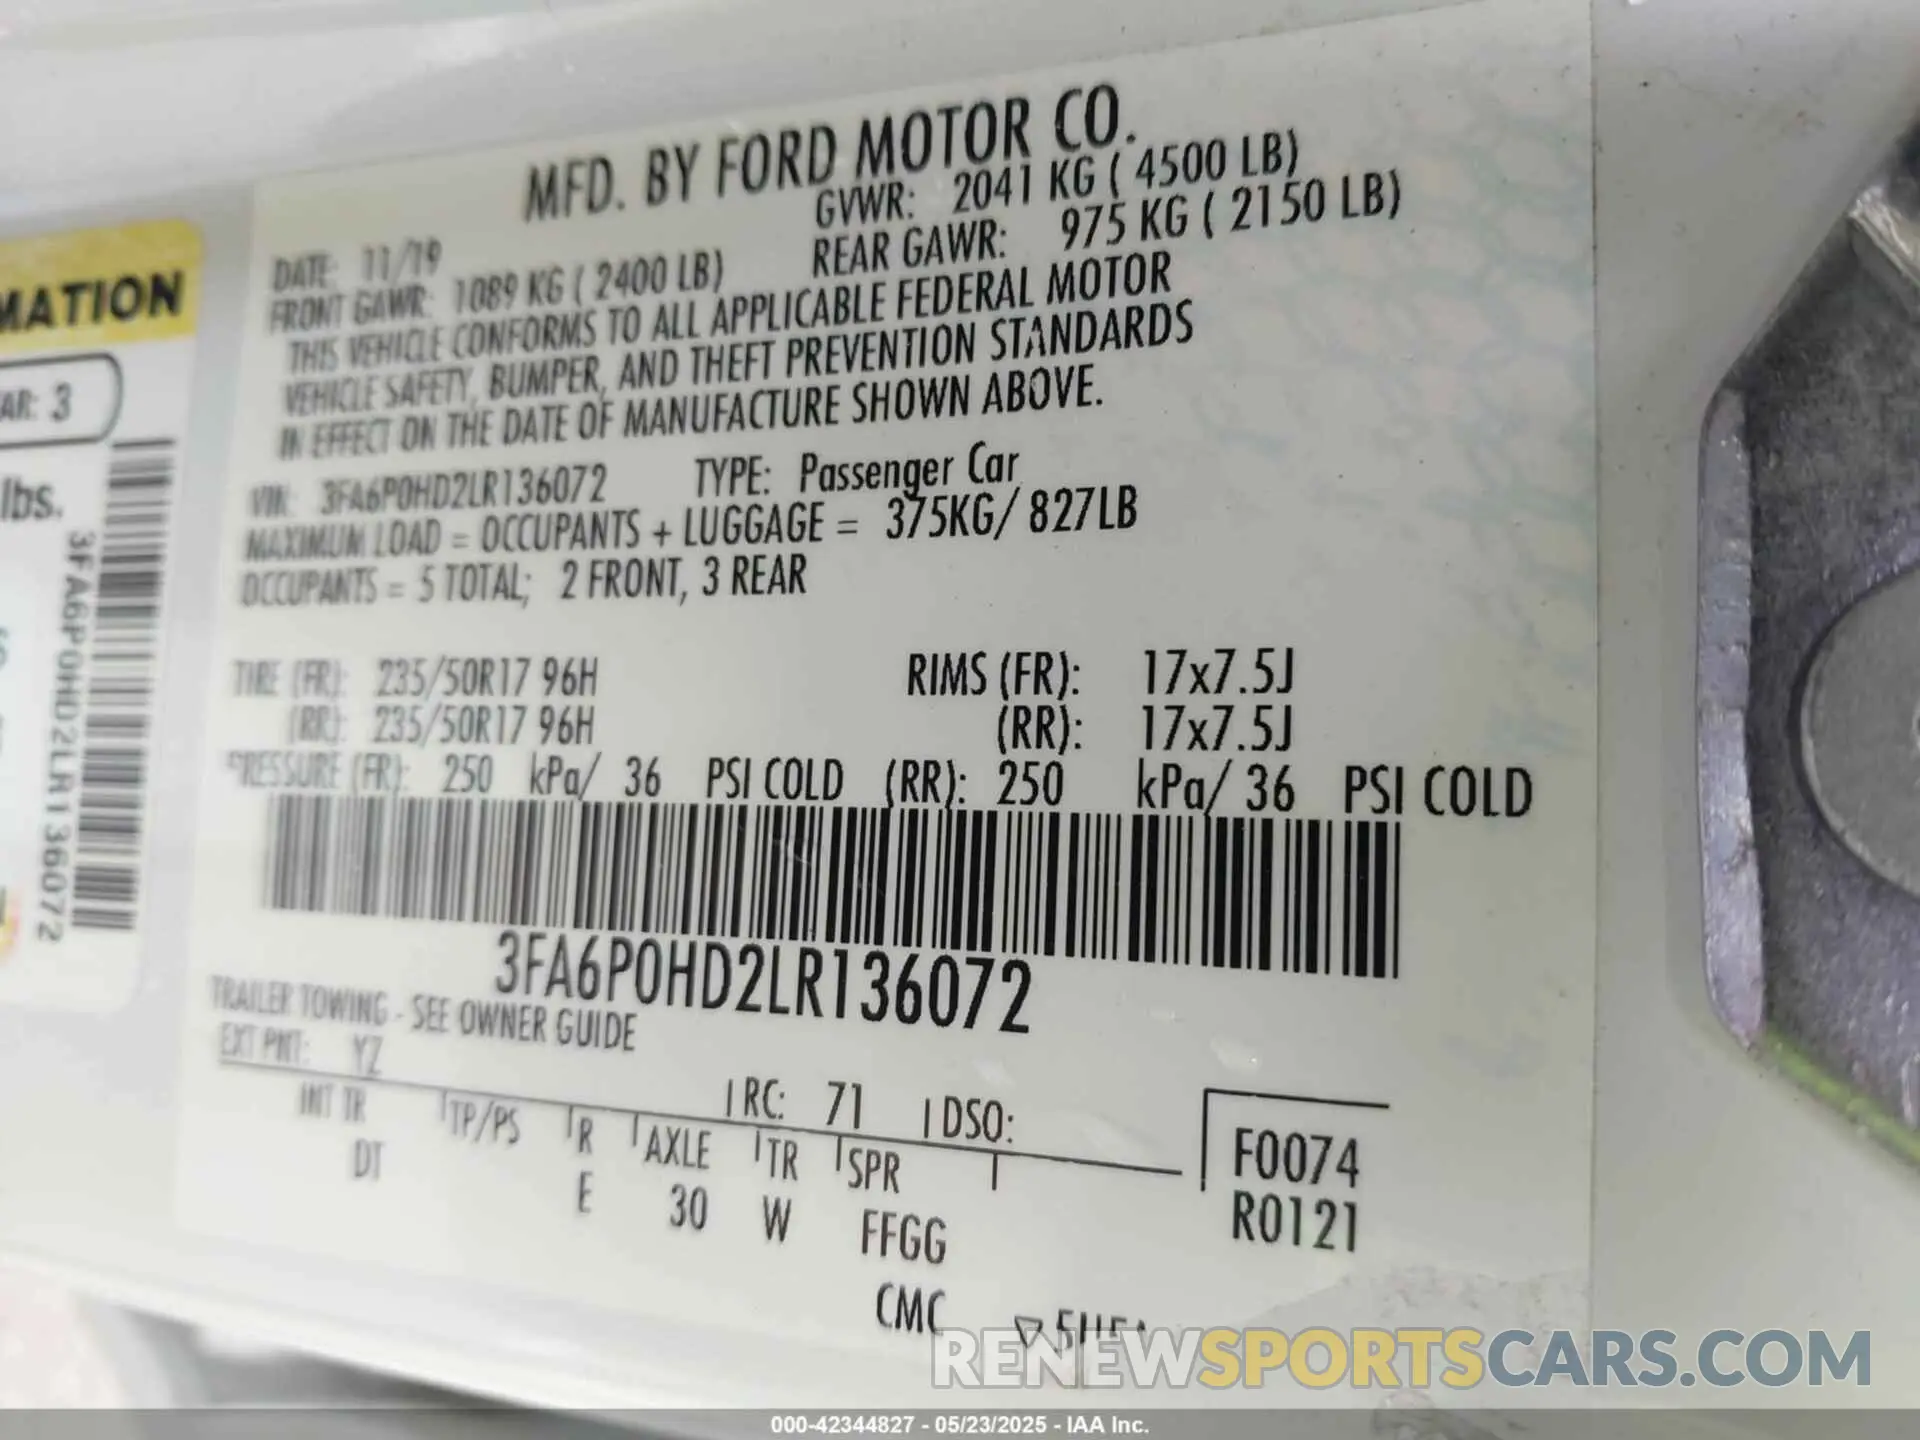 MFD. BY FORD MOTOR CO.
DATE: 11/19 GVWR: 2041 KG ( 4500 LB)
FRONT GAWR: 1089 KG ( 2400 LB) REAR GAWR: 975 KG ( 2150 LB)
THIS VEHICLE CONFORMS TO ALL APPLICABLE FEDERAL MOTOR
VEHICLE SAFETY, BUMPER, AND THEFT PREVENTION STANDARDS
IN EFFECT ON THE DATE OF MANUFACTURE SHOWN ABOVE.
VIN: 3FA6P0HD2LR136072 TYPE: Passenger Car
MAXIMUM LOAD = OCCUPANTS + LUGGAGE = 375KG/ 827LB
OCCUPANTS = 5 TOTAL; 2 FRONT, 3 REAR
TIRE (FR): 235/50R17 96H RIMS (FR): 17x7.5J
(RR): 235/50R17 96H (RR): 17x7.5J
PRESSURE (FR): 250 kPa/ 36 PSI COLD (RR): 250 kPa/ 36 PSI COLD
3FA6P0HD2LR136072
TRAILER TOWING - SEE OWNER GUIDE
EXT PNT: YZ RC: 71 DSO:
INT TR TP/PS R AXLE TR SPR
DT E 30 W FFGG
F0074
R0121
CMC
MATION
AR: 3
lbs.
3FA6P0HD2LR136072
RENEWSPORTSCARS.COM
000-42344827 - 05/23/2025 - IAA Inc.